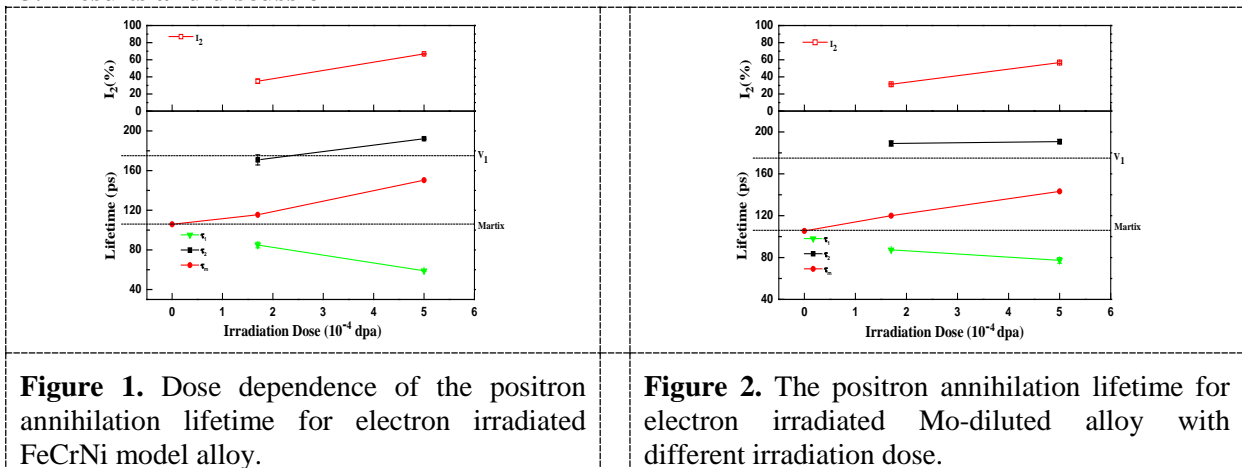 I₂
100
80
60
40
20
0
I₂(%)
200
160
120
80
40
Lifetime (ps)
V₁
Martix
τ₁
τ₂
τₘ
0 1 2 3 4 5 6
Irradiation Dose (10⁻⁴ dpa)
I₂
100
80
60
40
20
0
I₂(%)
200
160
120
80
40
Lifetime (ps)
V₁
Martix
τ₁
τ₂
τₘ
0 1 2 3 4 5 6
Irradiation Dose (10⁻⁴ dpa)
Figure 1. Dose dependence of the positron
annihilation lifetime for electron irradiated
FeCrNi model alloy.
Figure 2. The positron annihilation lifetime for
electron irradiated Mo-diluted alloy with
different irradiation dose.